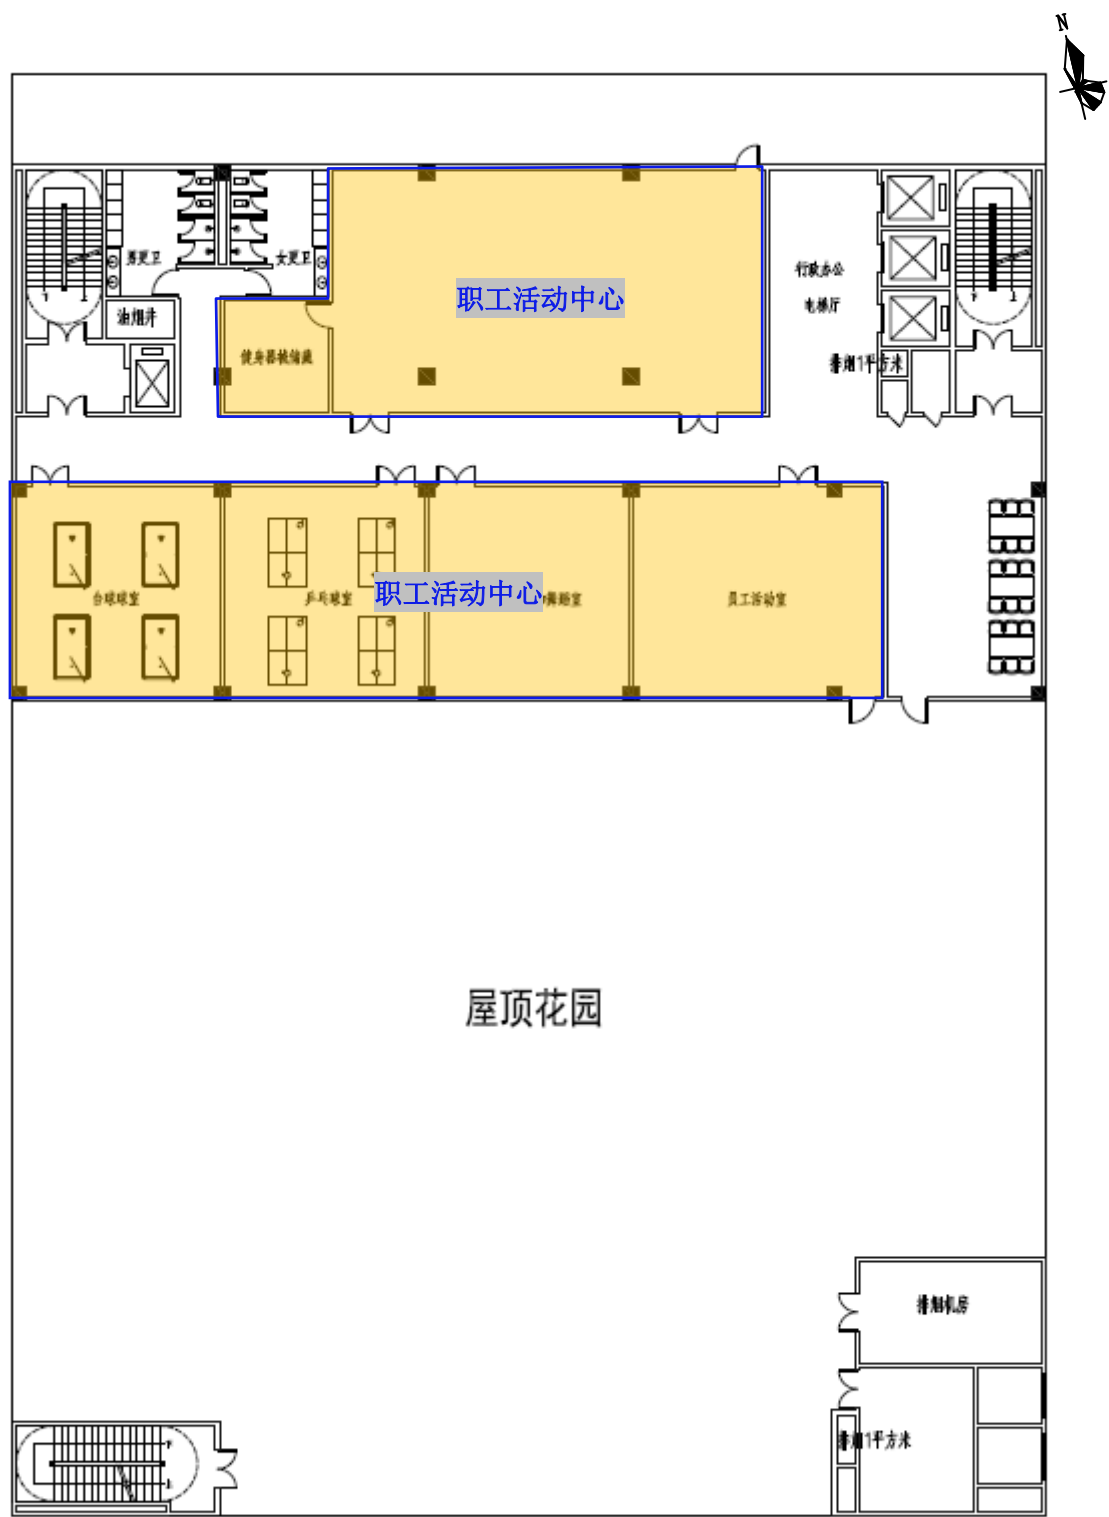 N
男更卫
女更卫
行政办公
电梯厅
职工活动中心
油烟井
健身器械储藏
排烟1平方米
职工活动中心
台球球室
乒乓球室
舞蹈室
员工活动室
屋顶花园
排烟机房
排烟1平方米